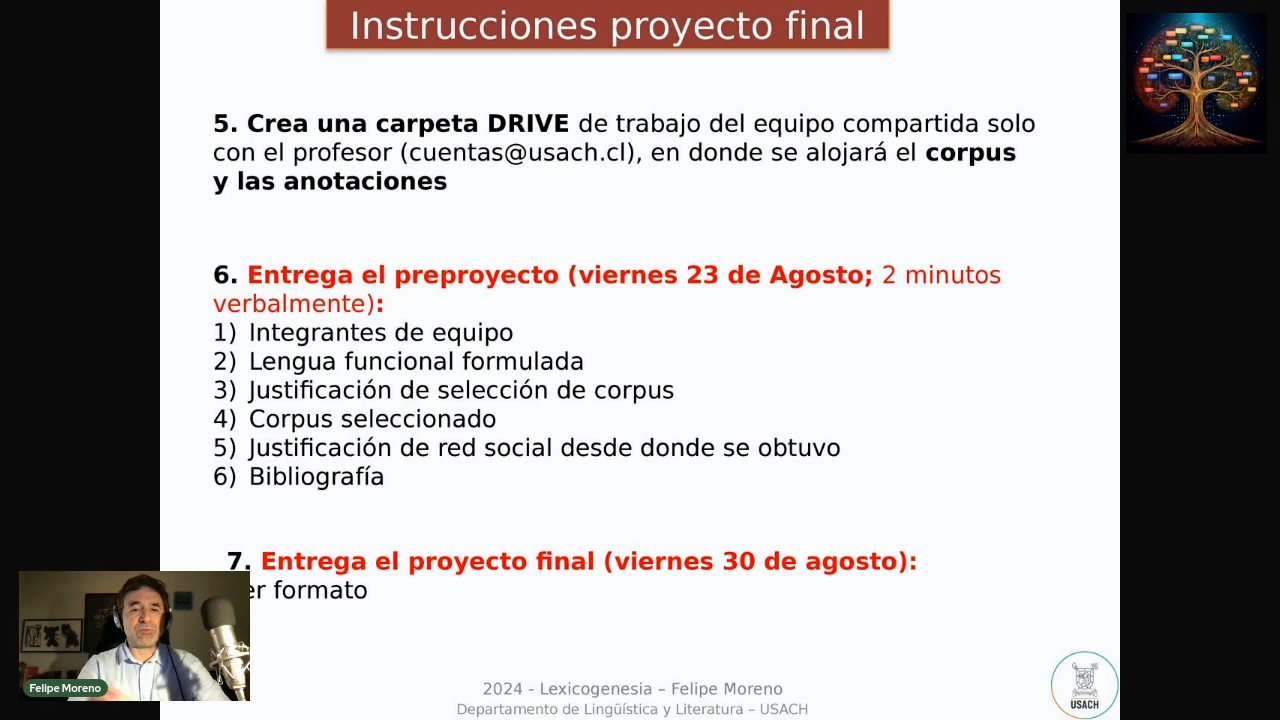 Instrucciones proyecto final
5. Crea una carpeta DRIVE de trabajo del equipo compartida solo
con el profesor (cuentas@usach.cl), en donde se alojará el corpus
y las anotaciones
6. Entrega el preproyecto (viernes 23 de Agosto; 2 minutos
verbalmente):
1) Integrantes de equipo
2) Lengua funcional formulada
3) Justificación de selección de corpus
4) Corpus seleccionado
5) Justificación de red social desde donde se obtuvo
6) Bibliografía
7. Entrega el proyecto final (viernes 30 de agosto):
er formato
Felipe Moreno
2024 - Lexicogenesia – Felipe Moreno
Departamento de Lingüística y Literatura – USACH
USACH